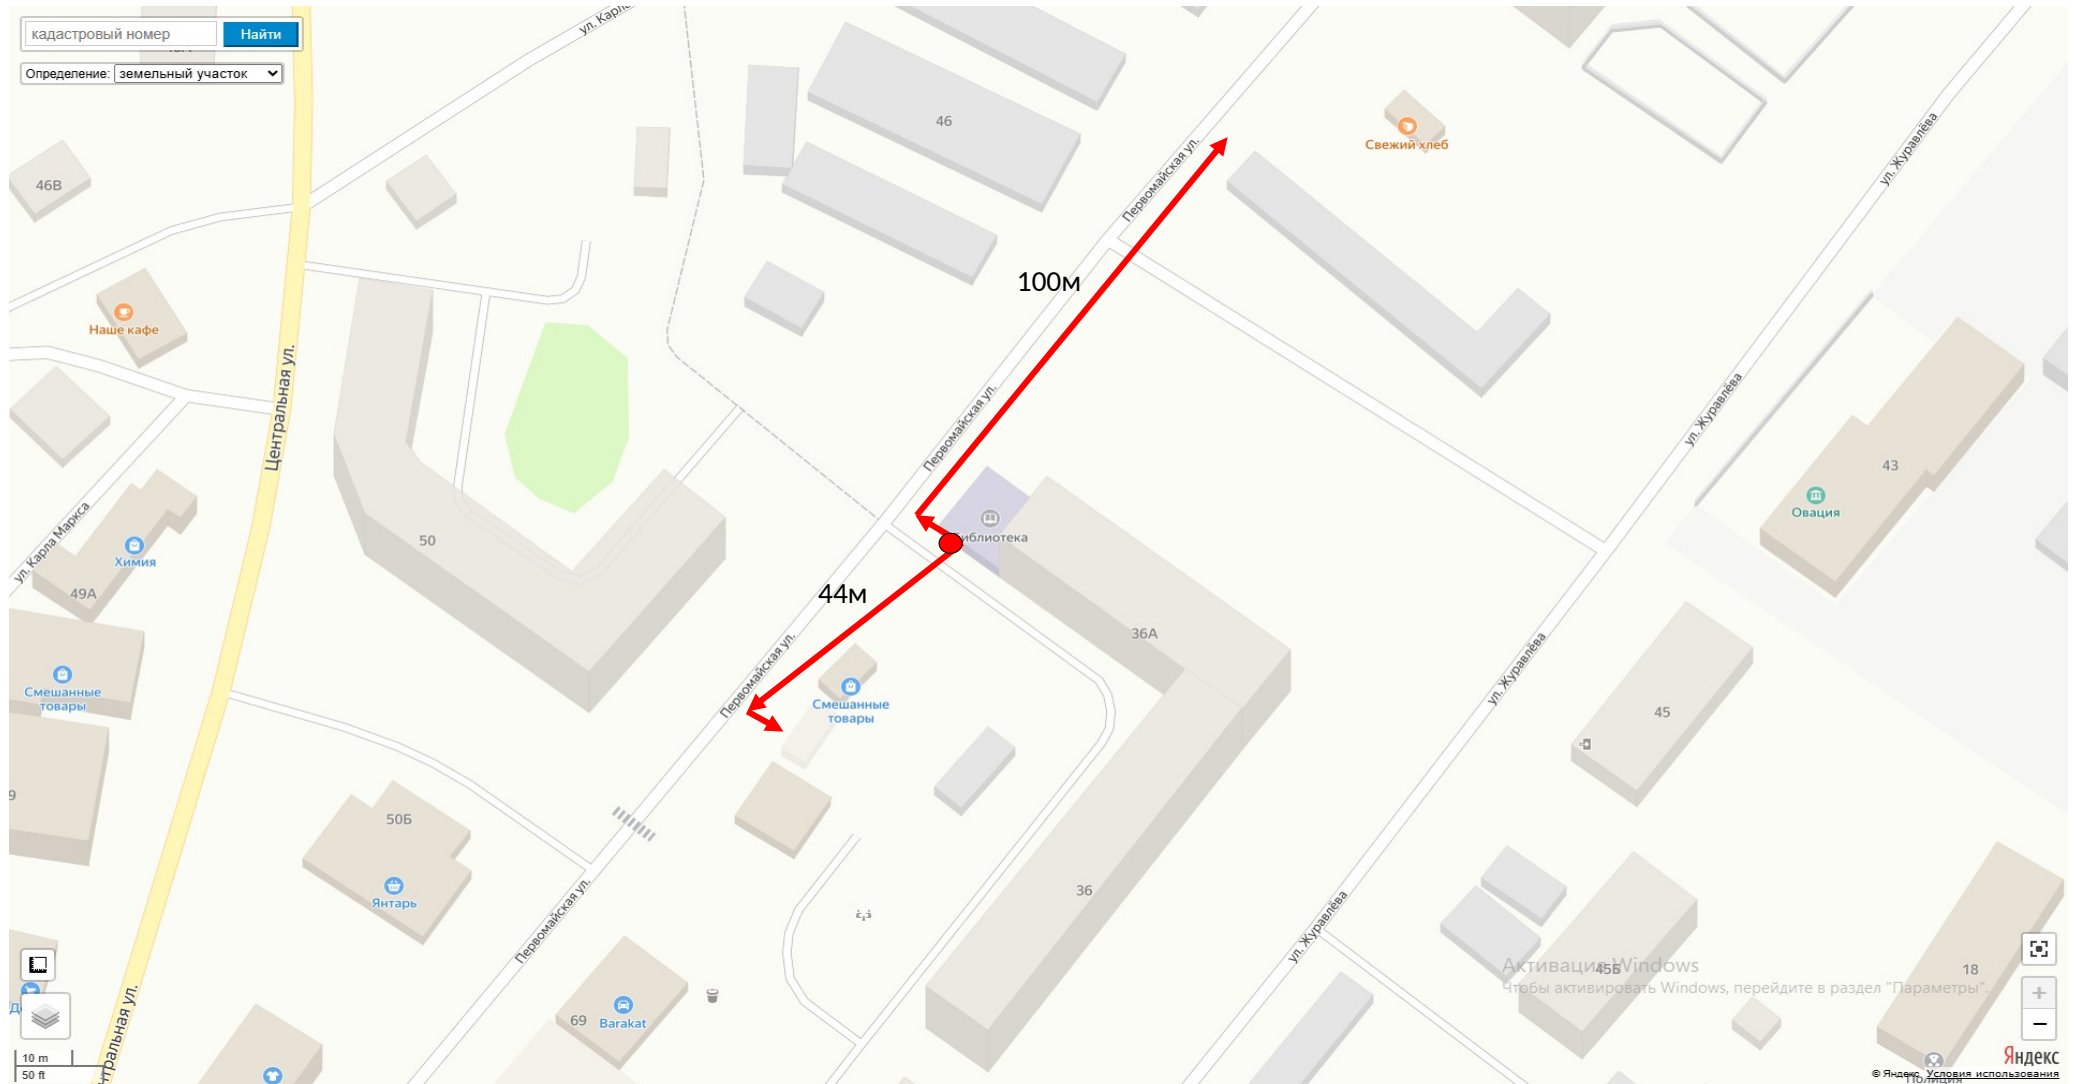 кадастровый номер
Найти
Определение: земельный участок
ул. Карла
46В
46
Первомайская ул.
Свежий хлеб
ул. Журавлёва
100м
Наше кафе
Центральная ул.
ул. Журавлёва
Первомайская ул.
43
Овация
ул. Карла Маркса
Химия
49А
50
Библиотека
44м
36А
Первомайская ул.
ул. Журавлёва
Смешанные
товары
Смешанные
товары
45
9
50Б
Янтарь
36
Первомайская ул.
ул. Журавлёва
Активация Windows
Чтобы активировать Windows, перейдите в раздел "Параметры".
45Б
18
69
Barakat
Центральная ул.
10 m
50 ft
Яндекс
© Яндекс Условия использования
Полиция